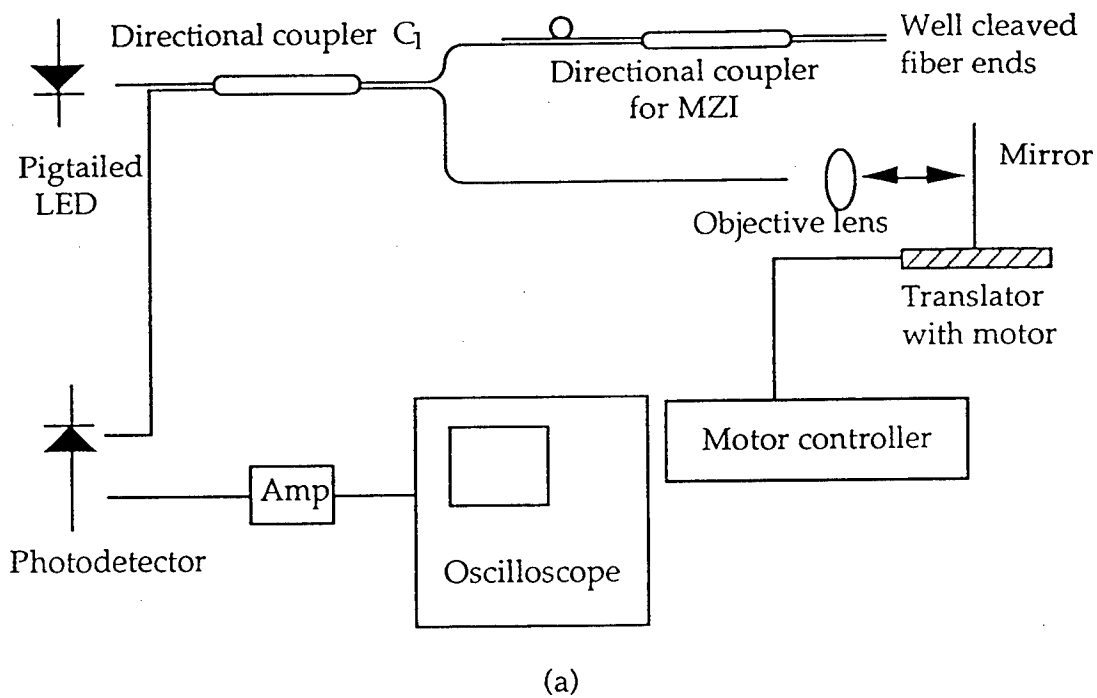 Directional coupler C1
Well cleaved
fiber ends
Directional coupler
for MZI
Pigtailed
LED
Mirror
Objective lens
Translator
with motor
Motor controller
Amp
Photodetector
Oscilloscope
(a)